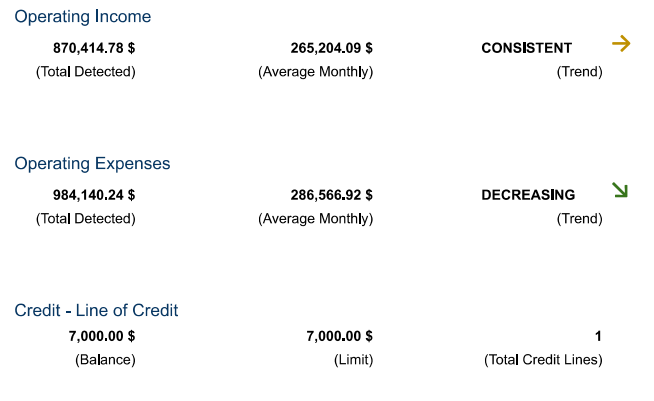 Operating Income
870,414.78 $ 265,204.09 $ CONSISTENT
(Total Detected) (Average Monthly) (Trend)
Operating Expenses
984,140.24 $ 286,566.92 $ DECREASING
(Total Detected) (Average Monthly) (Trend)
Credit - Line of Credit
7,000.00 $ 7,000.00 $ 1
(Balance) (Limit) (Total Credit Lines)